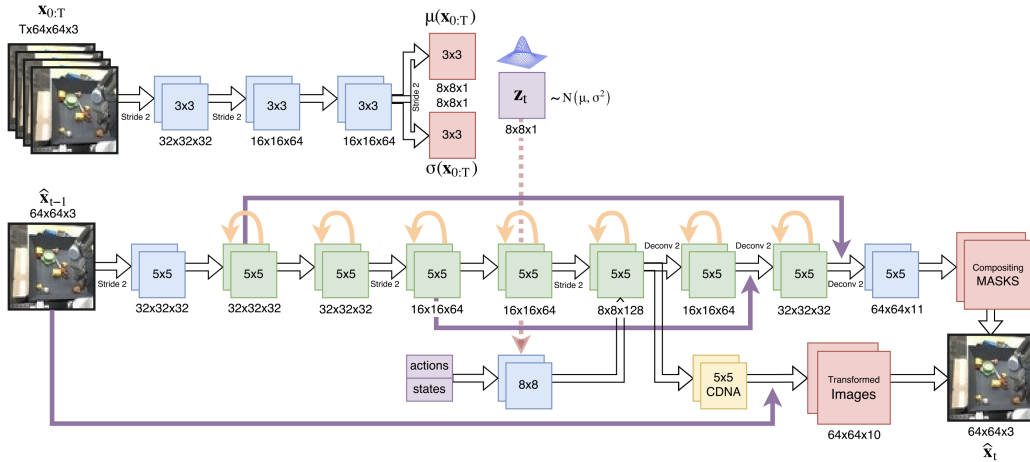 x0:T
Tx64x64x3
Stride 2
3x3
32x32x32
Stride 2
3x3
16x16x64
3x3
16x16x64
Stride 2
μ(x0:T)
3x3
8x8x1
8x8x1
3x3
σ(x0:T)
zt
~N(μ, σ²)
8x8x1
x̂t−1
64x64x3
Stride 2
5x5
32x32x32
5x5
32x32x32
5x5
32x32x32
Stride 2
5x5
16x16x64
5x5
16x16x64
Stride 2
5x5
8x8x128
Deconv 2
5x5
16x16x64
Deconv 2
5x5
32x32x32
Deconv 2
5x5
64x64x11
Compositing
MASKS
actions
states
8x8
5x5
CDNA
Transformed
Images
64x64x10
64x64x3
x̂t